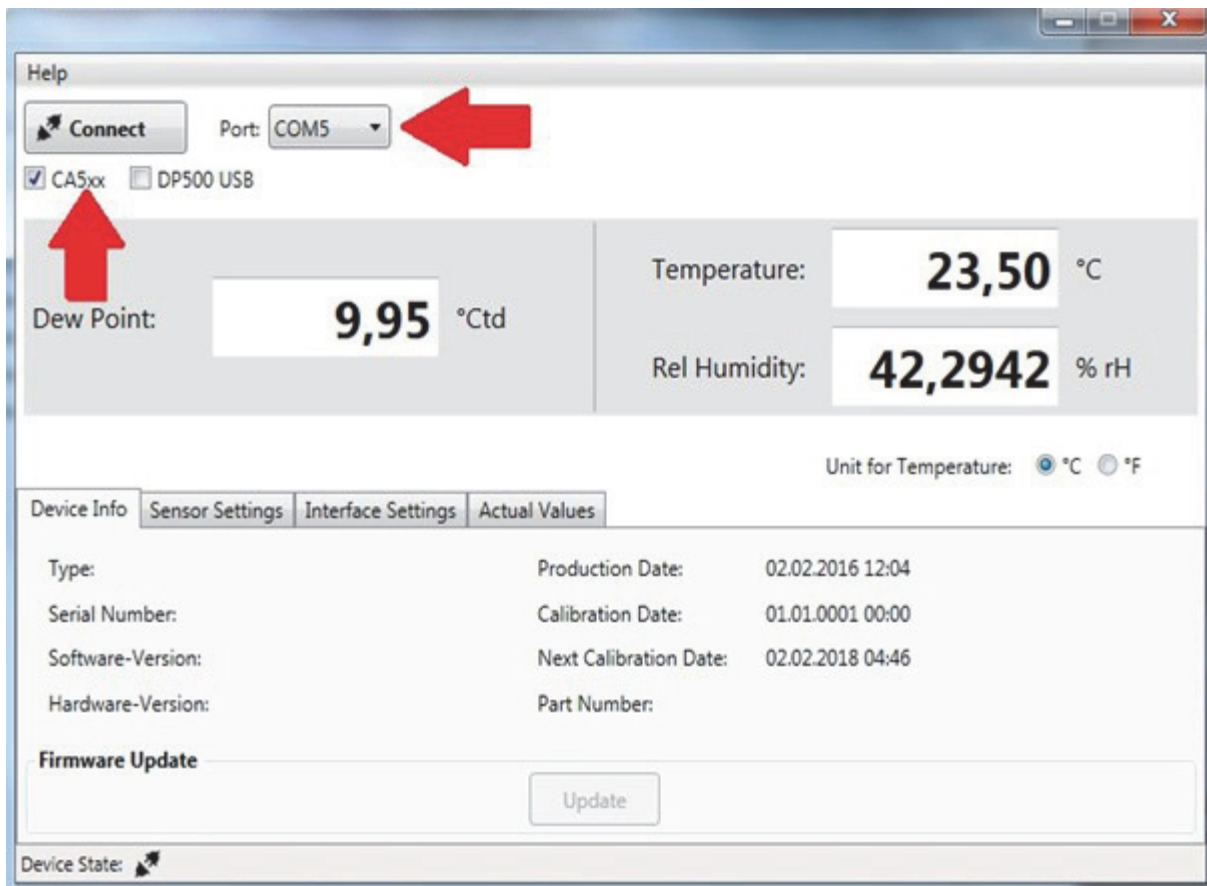 Help
Connect Port: COM5
CA5xx DP500 USB
Dew Point: 9,95 °Ctd
Temperature: 23,50 °C
Rel Humidity: 42,2942 % rH
Unit for Temperature: °C °F
Device Info Sensor Settings Interface Settings Actual Values
Type: Production Date: 02.02.2016 12:04
Serial Number: Calibration Date: 01.01.0001 00:00
Software-Version: Next Calibration Date: 02.02.2018 04:46
Hardware-Version: Part Number:
Firmware Update
Update
Device State: